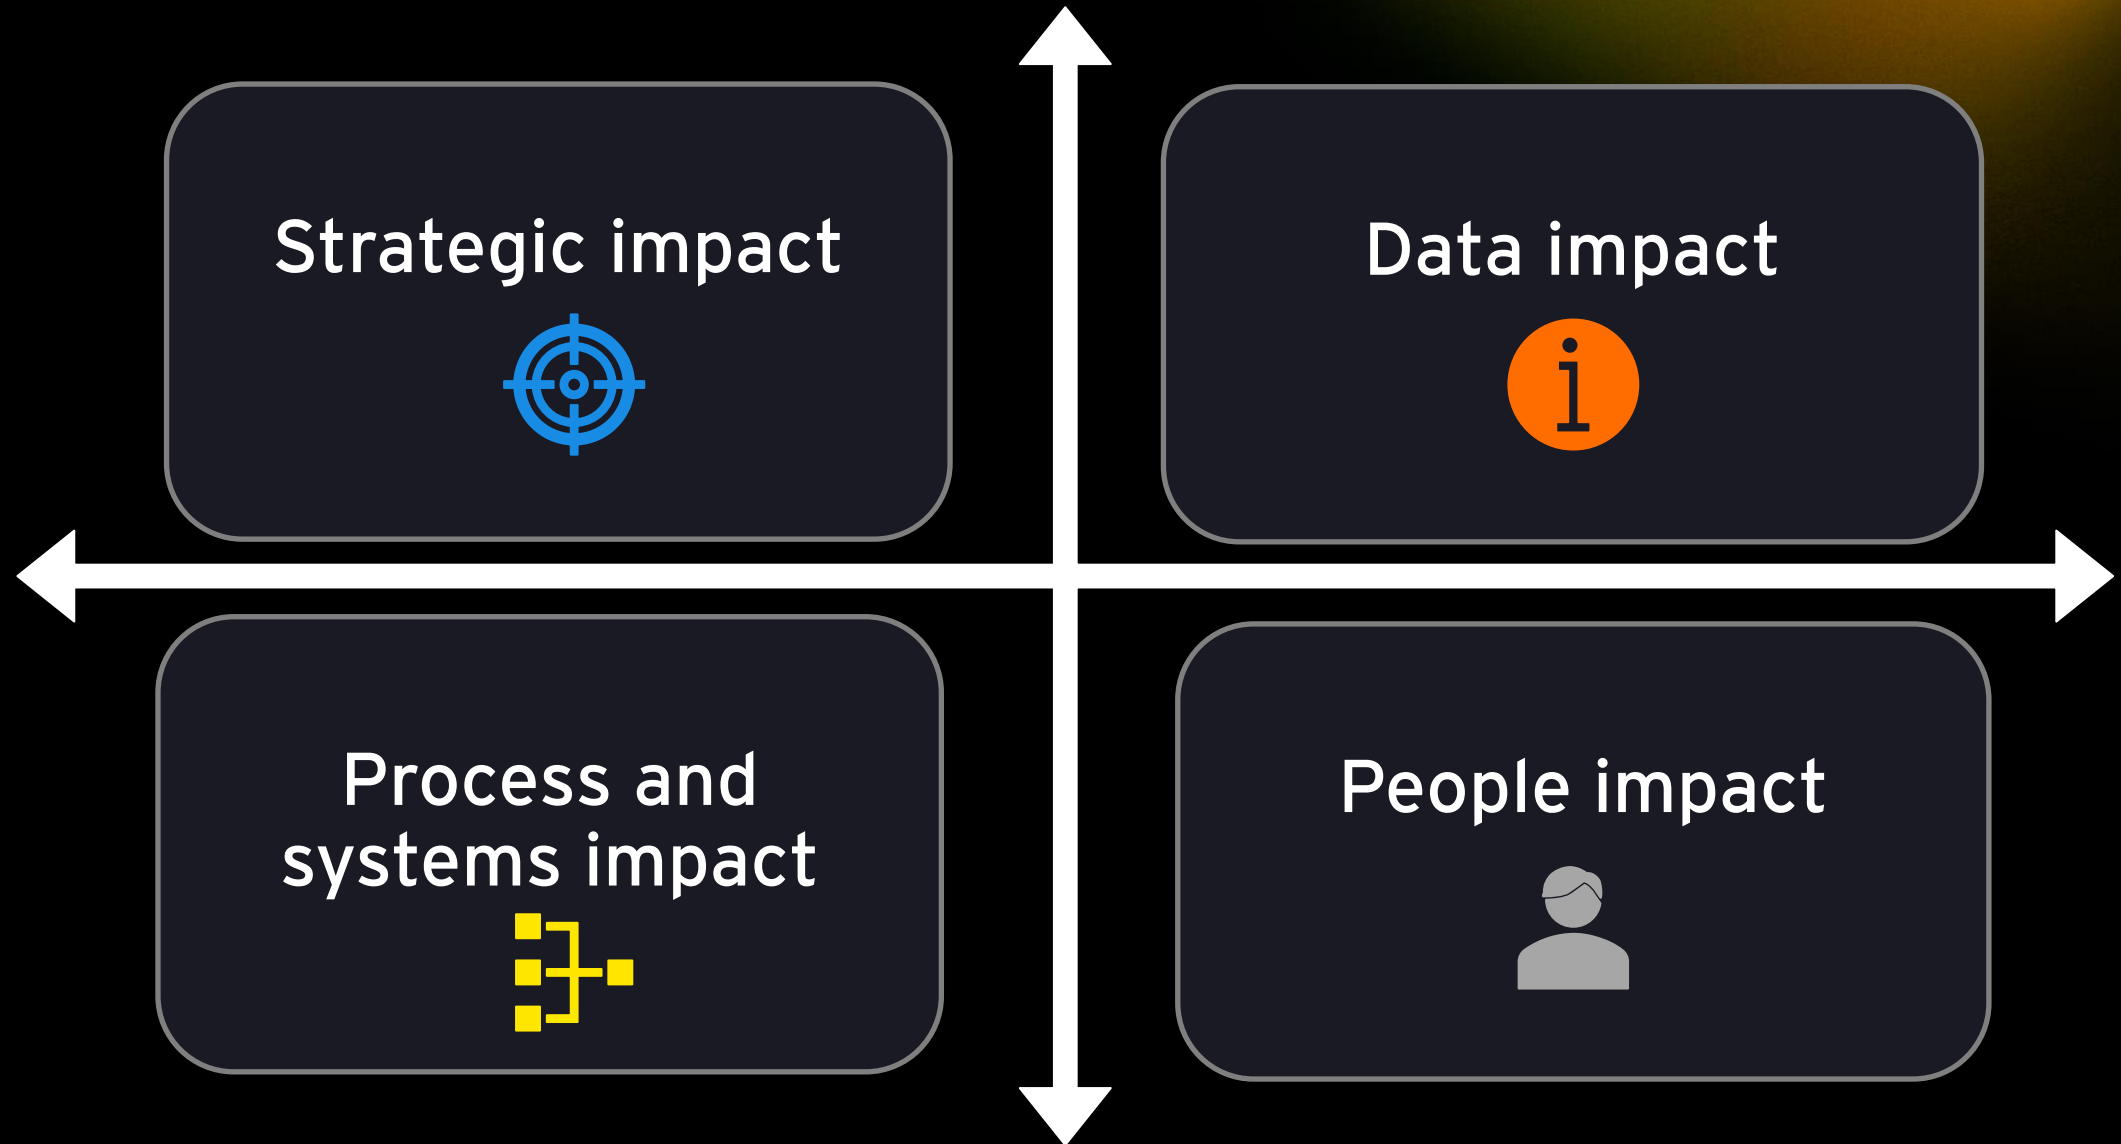 Strategic impact
Data impact
i
Process and
systems impact
People impact